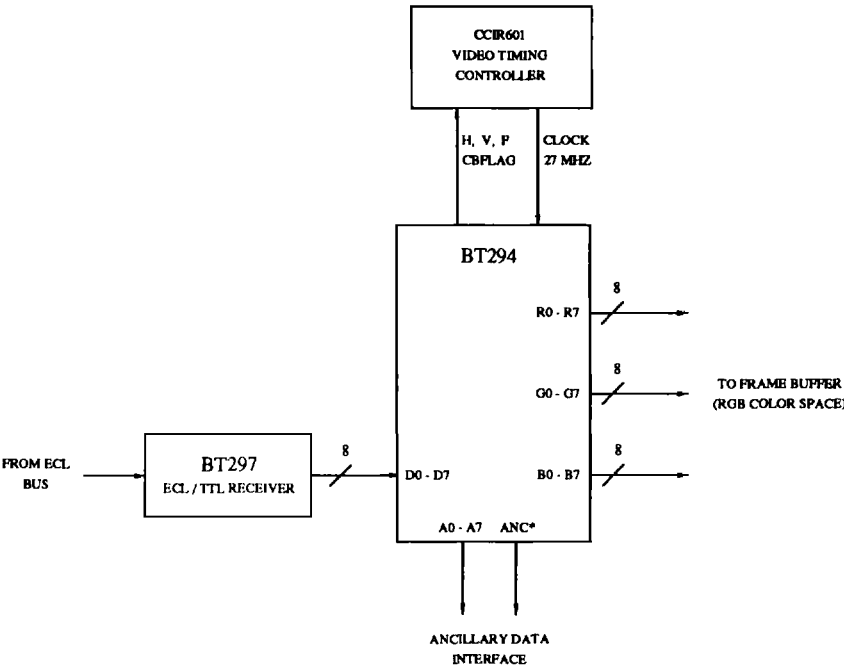 CCIR601
VIDEO TIMING
CONTROLLER
H, V, F
CBFLAG
CLOCK
27 MHZ
BT294
8
R0 - R7
8
G0 - G7
TO FRAME BUFFER
(RGB COLOR SPACE)
FROM ECL
BUS
BT297
ECL / TTL RECEIVER
8
D0 - D7
8
B0 - B7
A0 - A7
ANC*
ANCILLARY DATA
INTERFACE